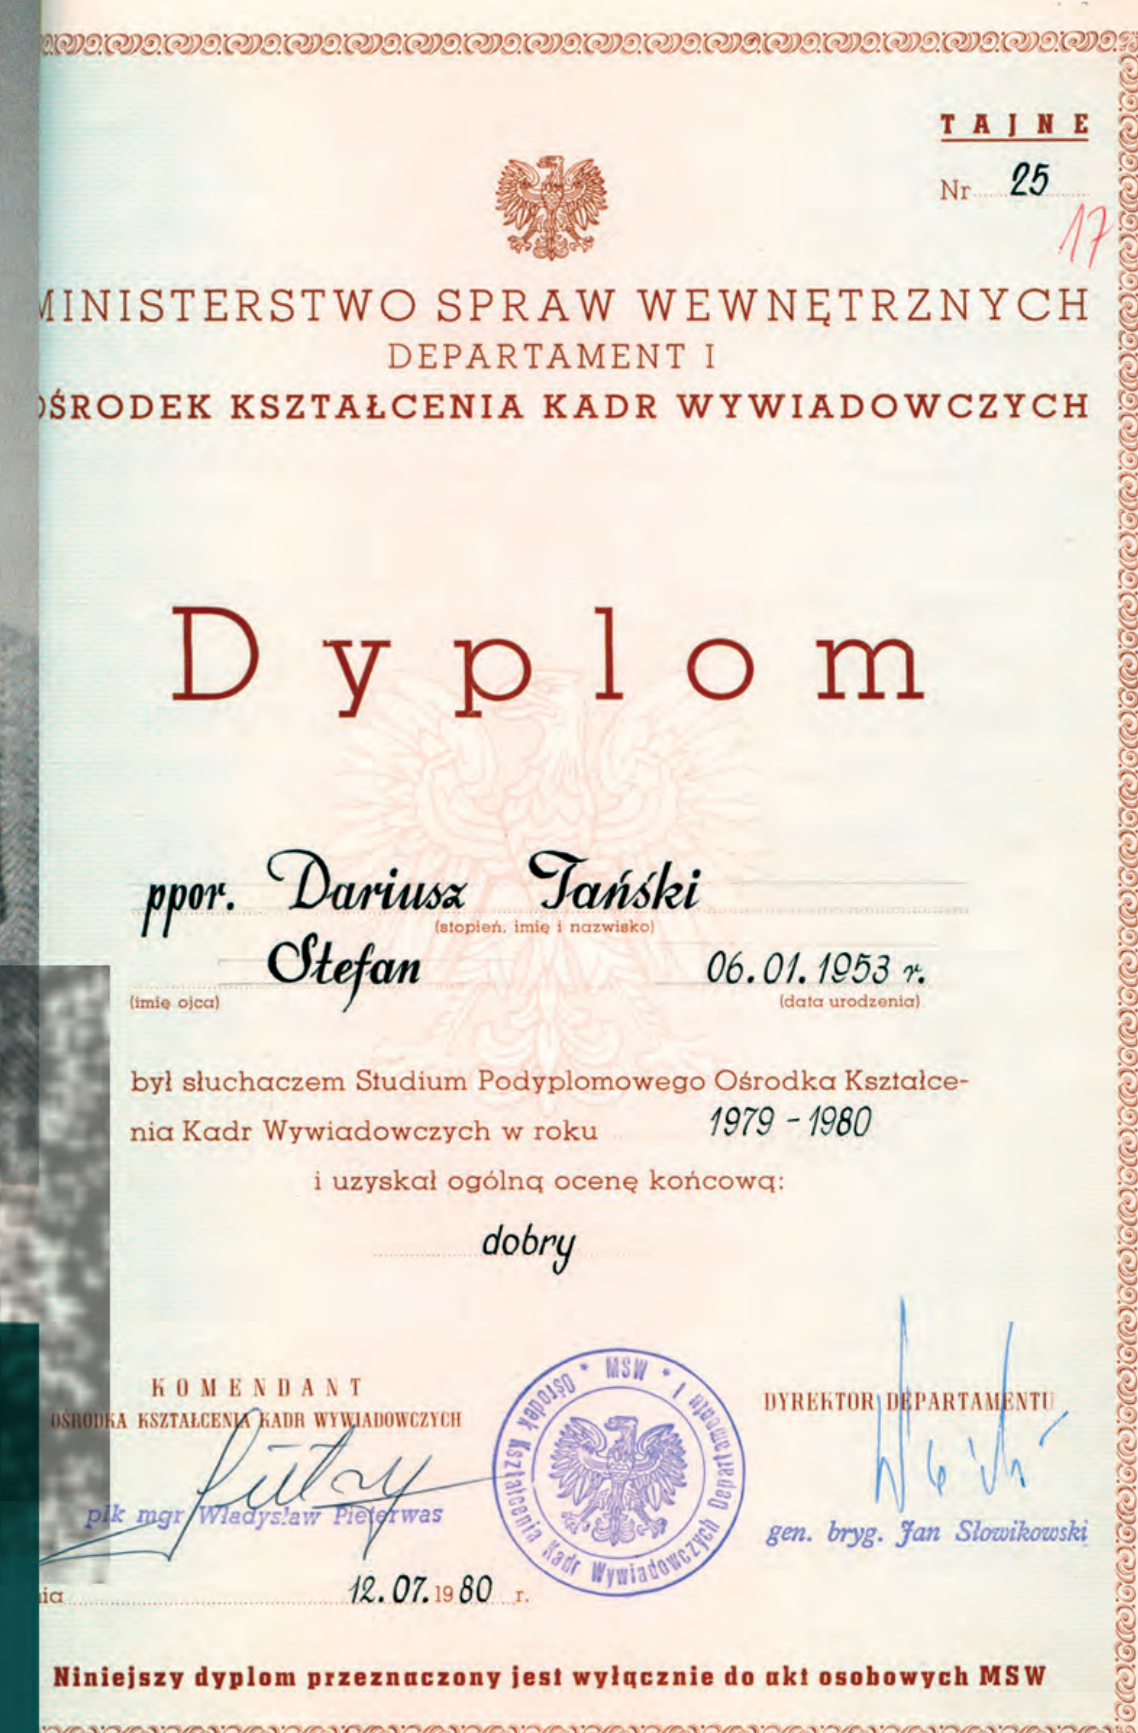 TAJNE
Nr 25
17
MINISTERSTWO SPRAW WEWNĘTRZNYCH
DEPARTAMENT I
OŚRODEK KSZTAŁCENIA KADR WYWIADOWCZYCH
Dyplom
ppor. Dariusz Tański
(stopień, imię i nazwisko)
Stefan 06.01.1953 r.
(imię ojca) (data urodzenia)
był słuchaczem Studium Podyplomowego Ośrodka Kształce-
nia Kadr Wywiadowczych w roku 1979 - 1980
i uzyskał ogólną ocenę końcową:
dobry
KOMENDANT
OŚRODKA KSZTAŁCENIA KADR WYWIADOWCZYCH
DYREKTOR DEPARTAMENTU
płk mgr Władysław Pieterwas
gen. bryg. Jan Słowikowski
* MSW * Ośrodek Kształcenia Kadr Wywiadowczych Departamentu I
nia 12.07.1980 r.
Niniejszy dyplom przeznaczony jest wyłącznie do akt osobowych MSW